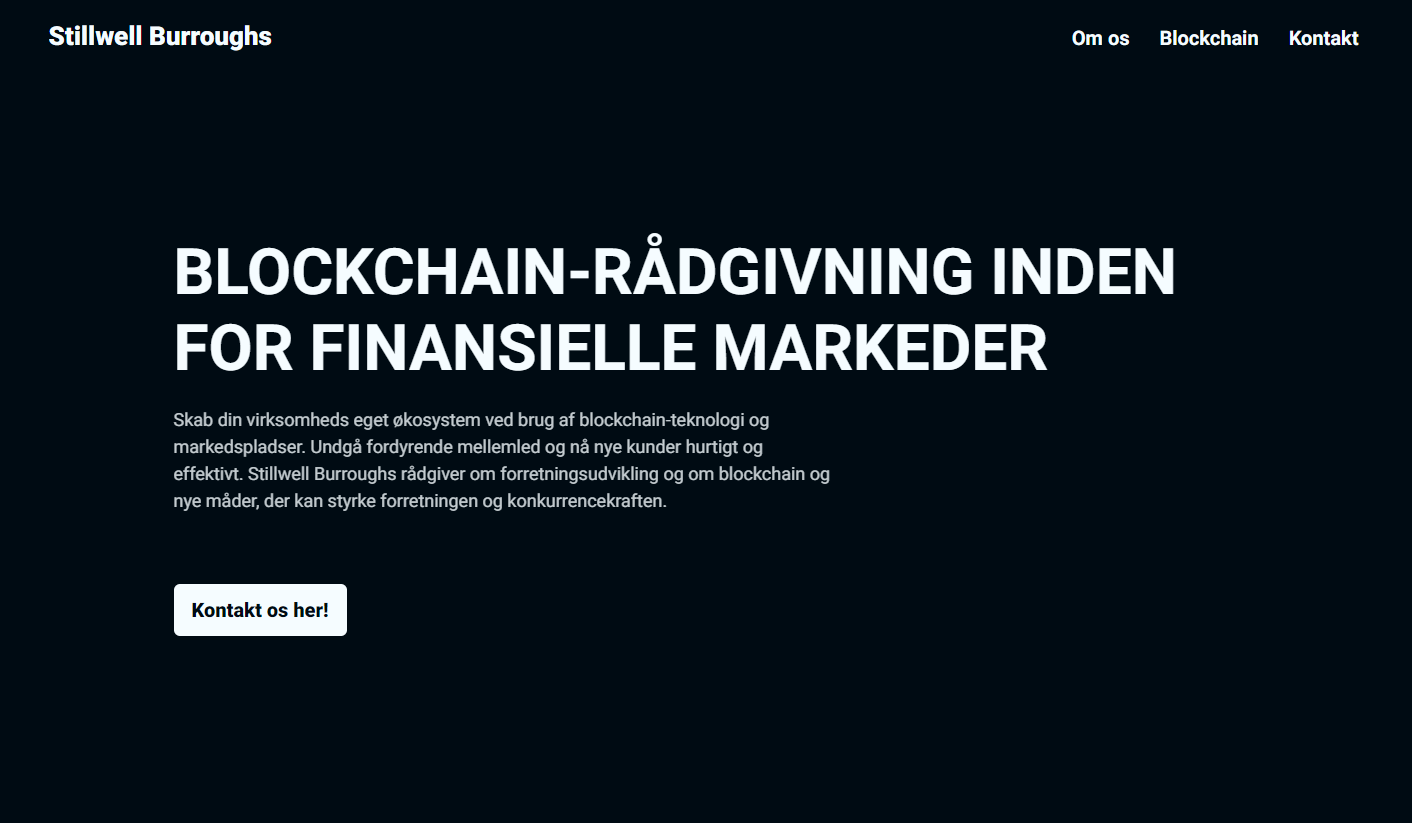 Stillwell Burroughs
Om os Blockchain Kontakt
BLOCKCHAIN-RÅDGIVNING INDEN
FOR FINANSIELLE MARKEDER
Skab din virksomheds eget økosystem ved brug af blockchain-teknologi og
markedspladser. Undgå fordyrende mellemled og nå nye kunder hurtigt og
effektivt. Stillwell Burroughs rådgiver om forretningsudvikling og om blockchain og
nye måder, der kan styrke forretningen og konkurrencekraften.
Kontakt os her!